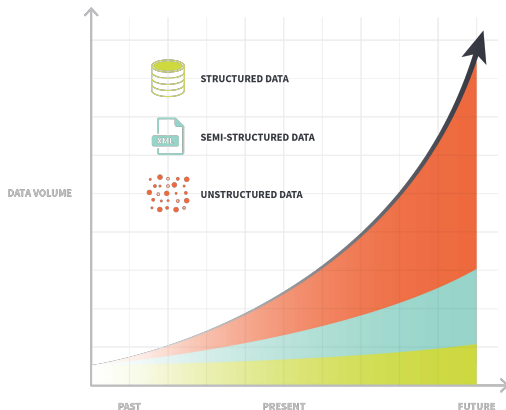 STRUCTURED DATA
XML
SEMI-STRUCTURED DATA
UNSTRUCTURED DATA
DATA VOLUME
PAST
PRESENT
FUTURE